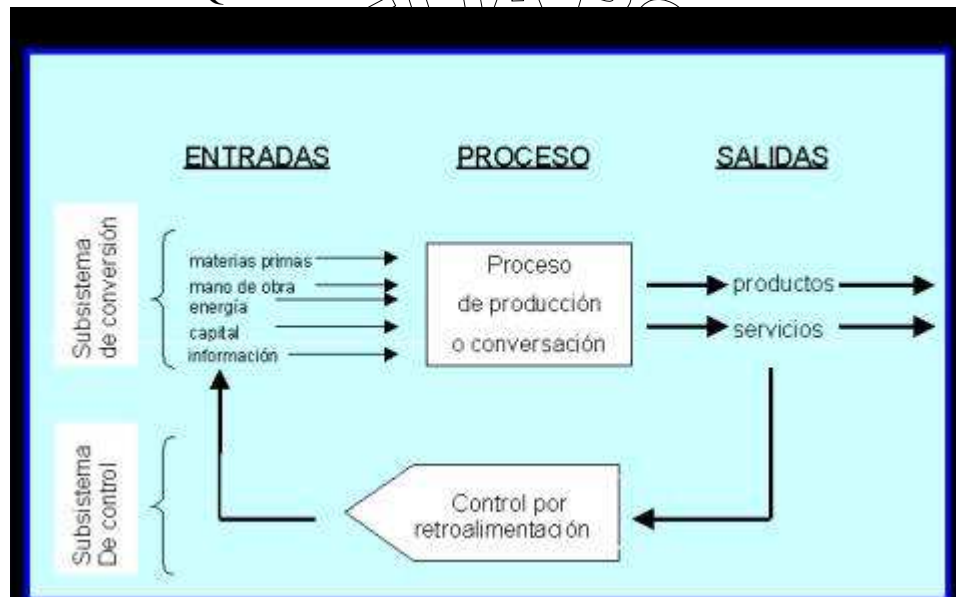 ENTRADAS PROCESO SALIDAS
Subsistema
de conversión
materias primas
mano de obra
energía
capital
información
Proceso
de producción
o conversación
productos
servicios
Subsistema
De control
Control por
retroalimentación